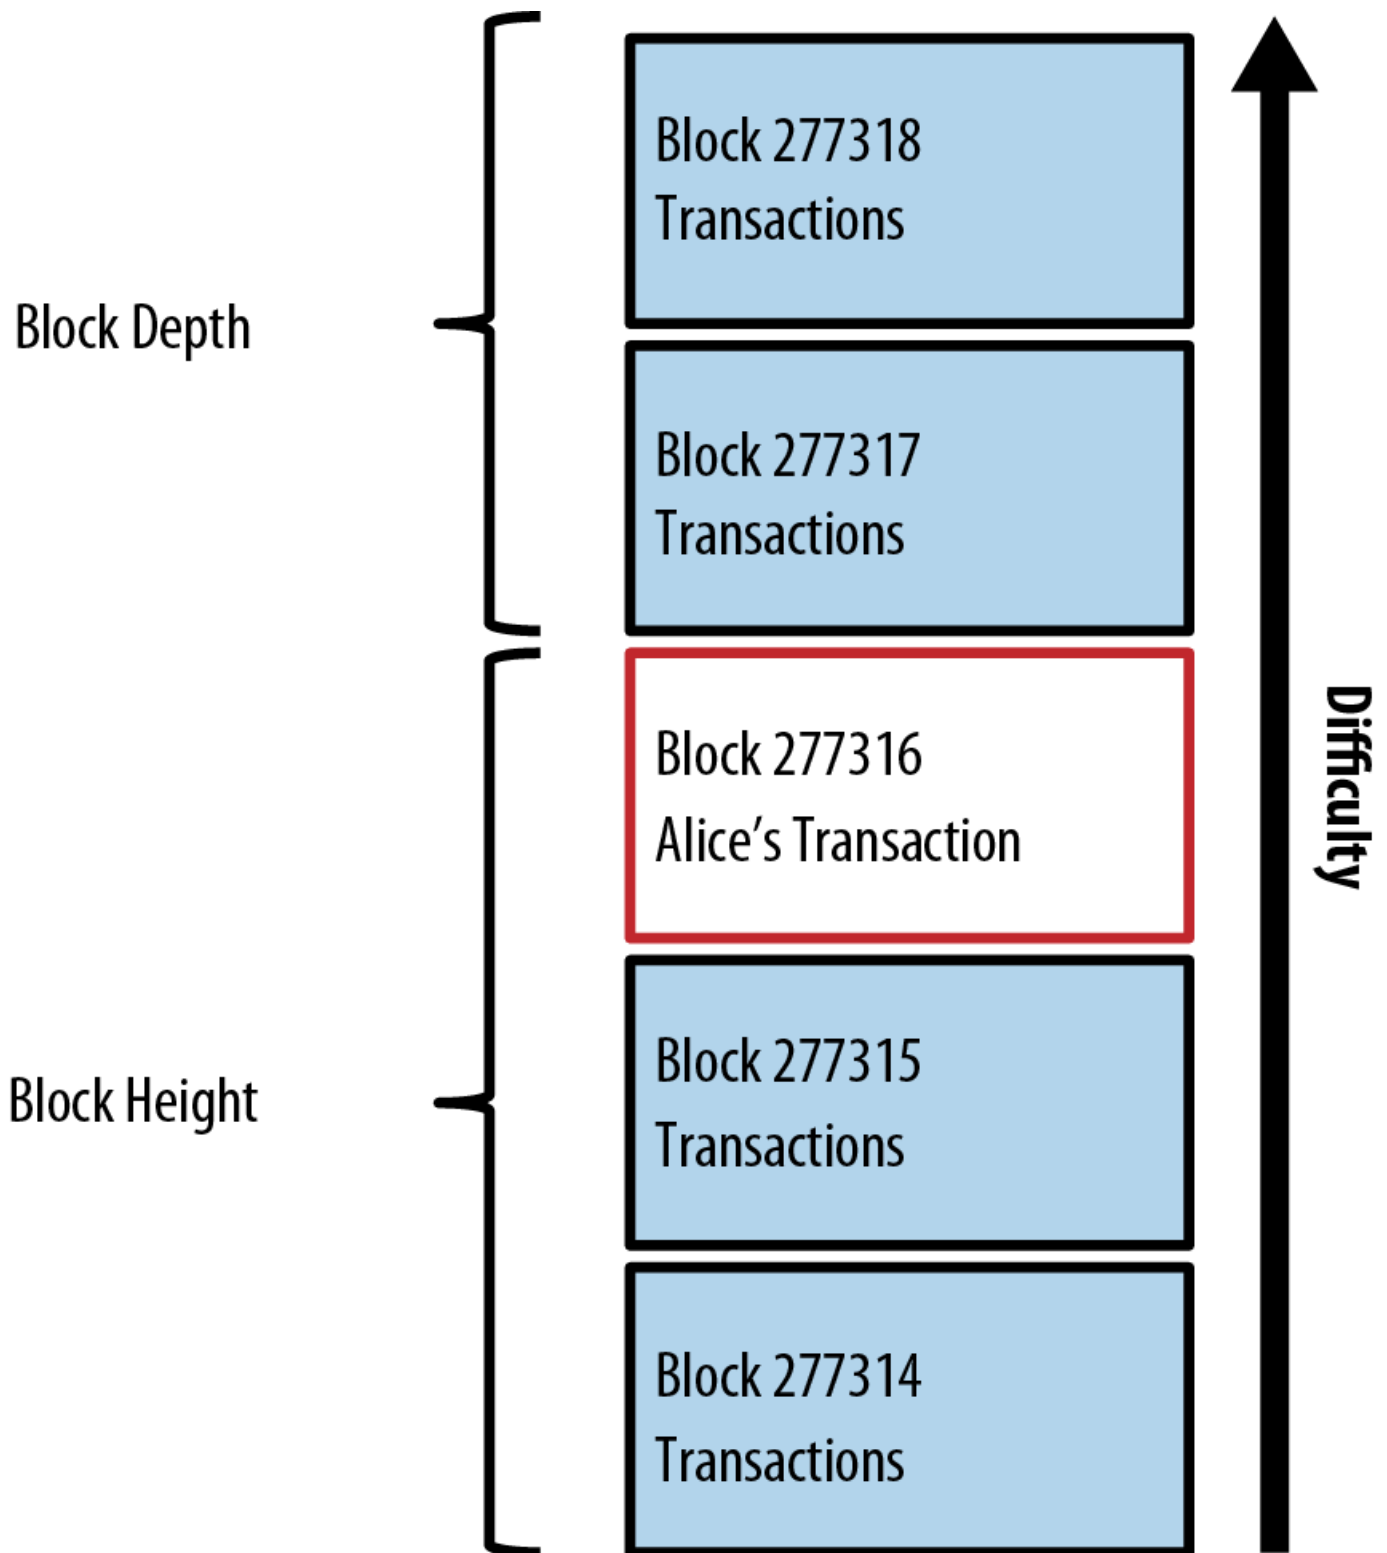 Block 277318
Transactions
Block Depth
Block 277317
Transactions
Block 277316
Alice’s Transaction
Difficulty
Block 277315
Transactions
Block Height
Block 277314
Transactions